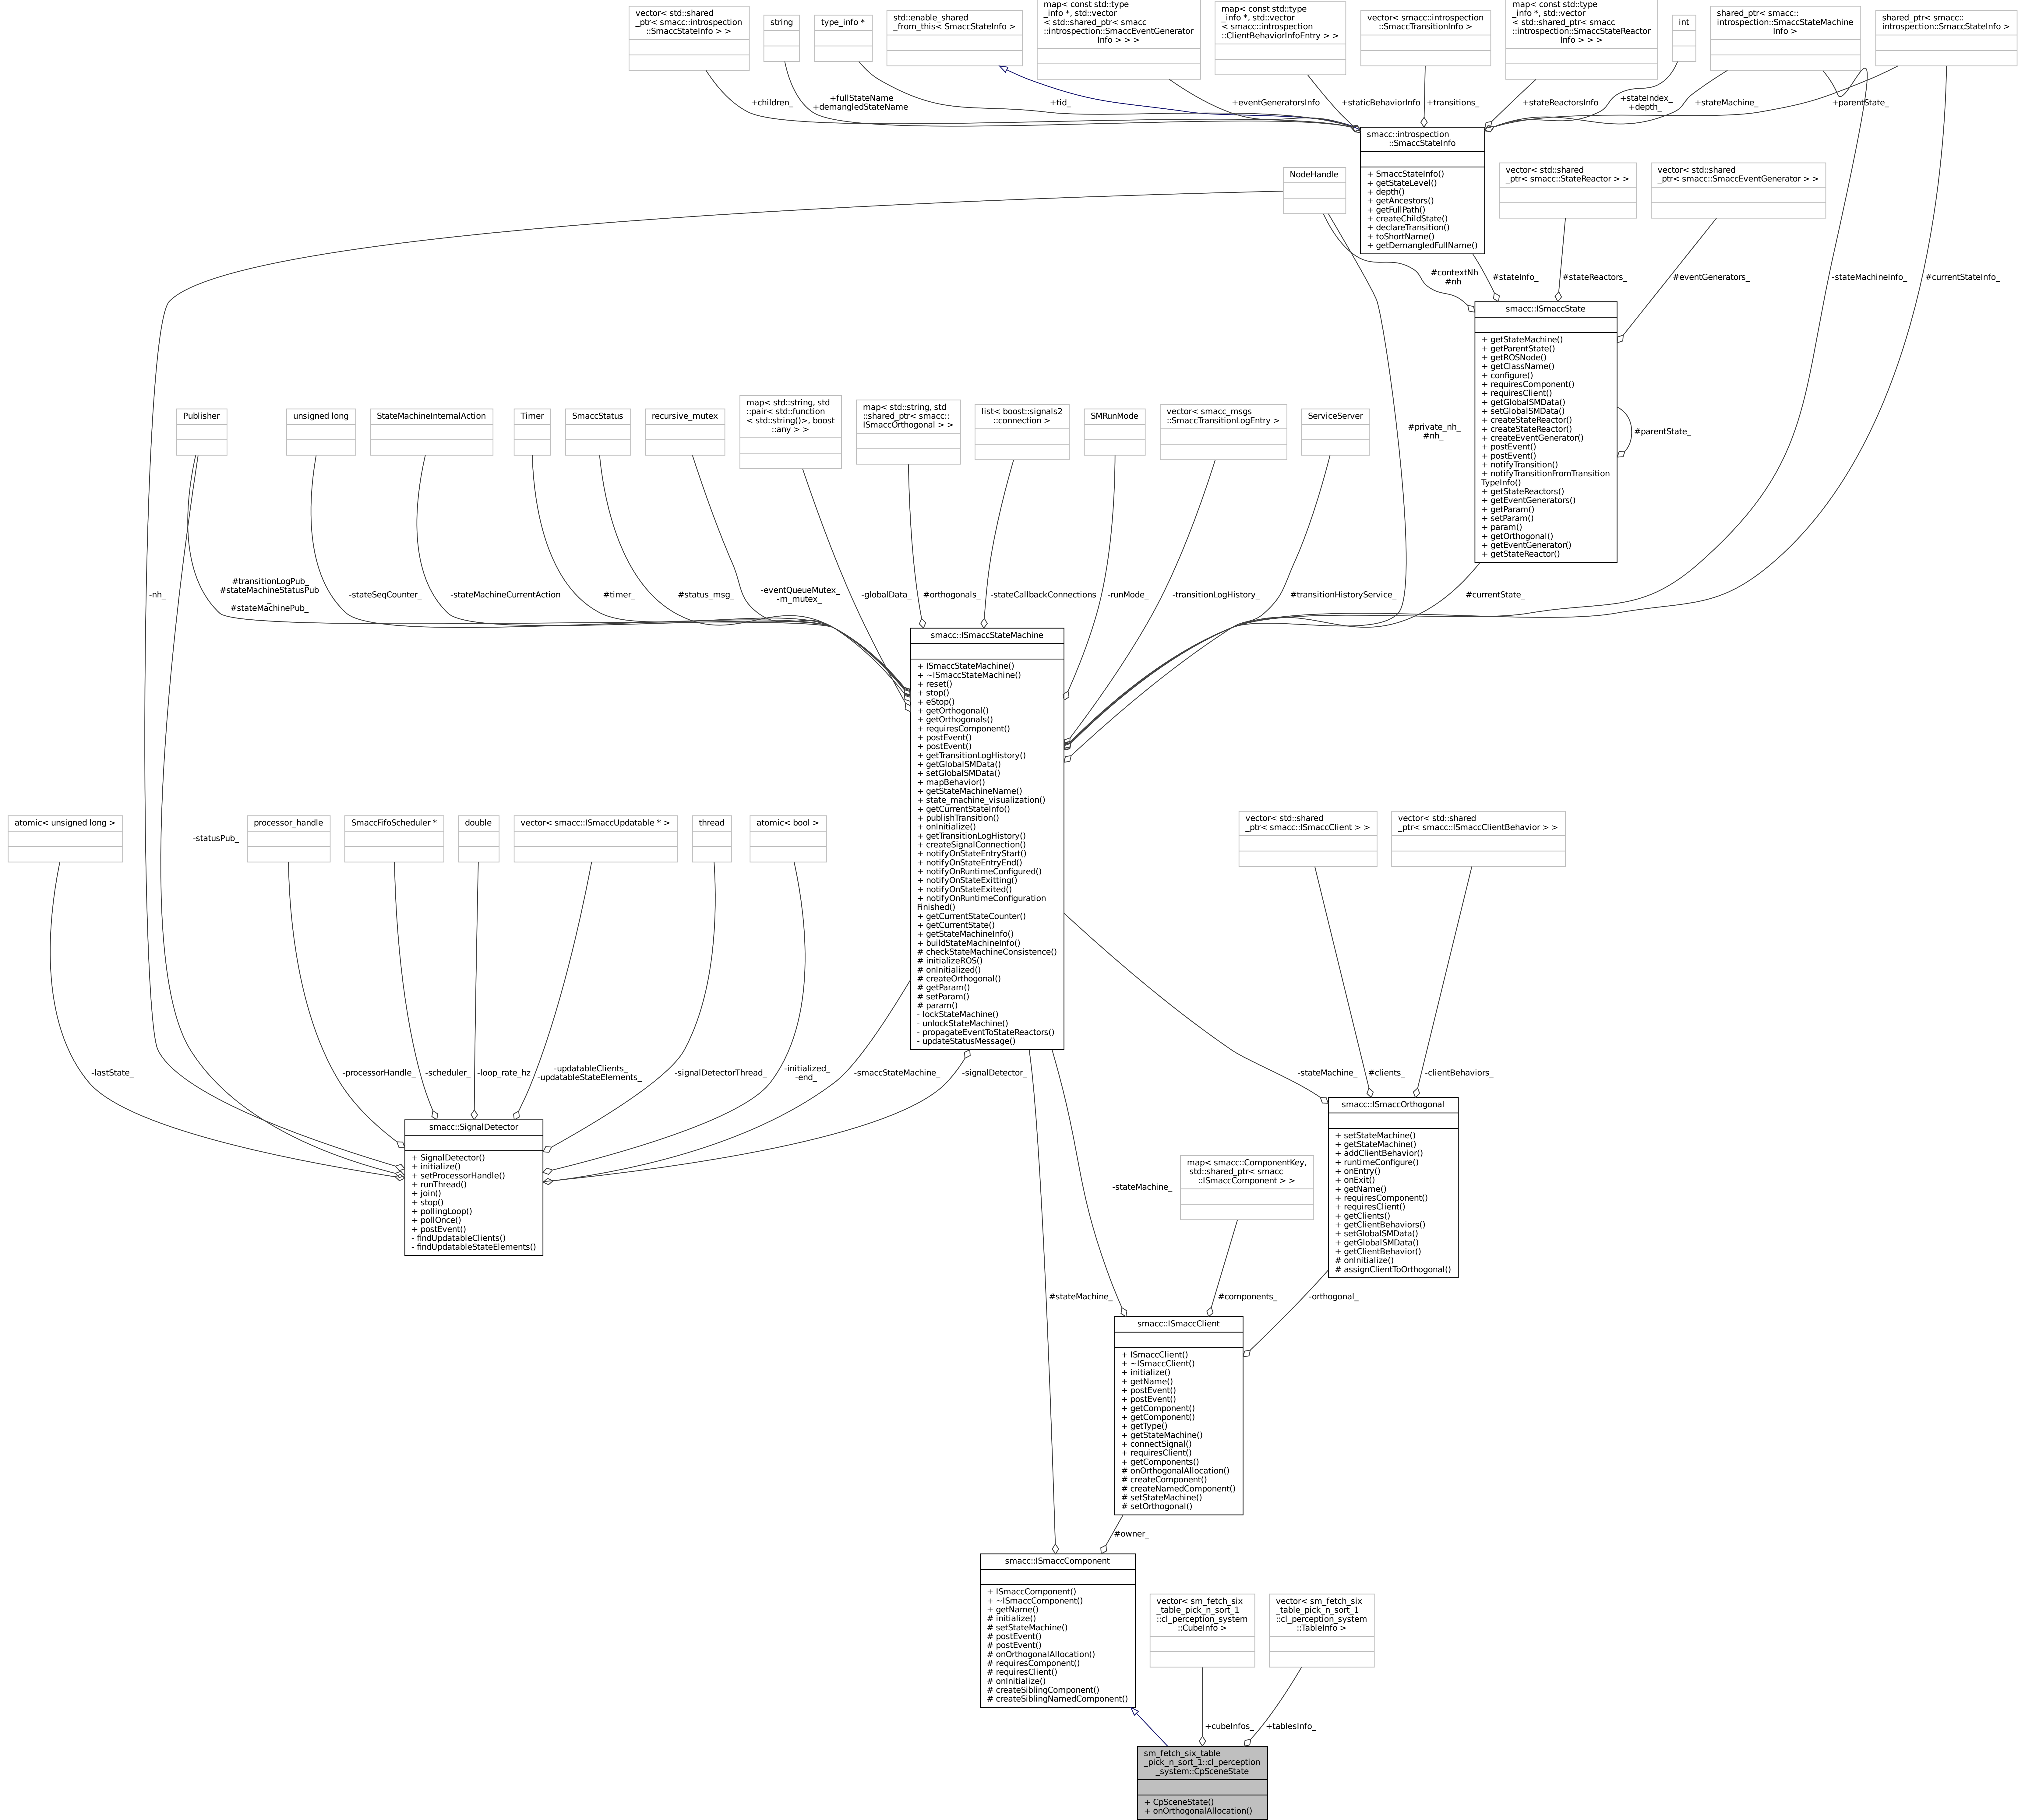 vector< std::shared
_ptr< smacc::introspection
::SmaccStateInfo > >
string
type_info *
std::enable_shared
_from_this< SmaccStateInfo >
map< const std::type
_info *, std::vector
< std::shared_ptr< smacc
::introspection::SmaccEventGenerator
Info > > >
map< const std::type
_info *, std::vector
< smacc::introspection
::ClientBehaviorInfoEntry > >
vector< smacc::introspection
::SmaccTransitionInfo >
map< const std::type
_info *, std::vector
< std::shared_ptr< smacc
::introspection::SmaccStateReactor
Info > > >
int
shared_ptr< smacc::
introspection::SmaccStateMachine
Info >
shared_ptr< smacc::
introspection::SmaccStateInfo >
+children_
+fullStateName
+demangledStateName
+tid_
+eventGeneratorsInfo
+staticBehaviorInfo
+transitions_
+stateReactorsInfo
+stateIndex_
+depth_
+stateMachine_
+parentState_
smacc::introspection
::SmaccStateInfo
+ SmaccStateInfo()
+ getStateLevel()
+ depth()
+ getAncestors()
+ getFullPath()
+ createChildState()
+ declareTransition()
+ toShortName()
+ getDemangledFullName()
NodeHandle
vector< std::shared
_ptr< smacc::StateReactor > >
vector< std::shared
_ptr< smacc::SmaccEventGenerator > >
#contextNh
#nh
#stateInfo_
#stateReactors_
#eventGenerators_
-stateMachineInfo_
#currentStateInfo_
smacc::ISmaccState
+ getStateMachine()
+ getParentState()
+ getROSNode()
+ getClassName()
+ configure()
+ requiresComponent()
+ requiresClient()
+ getGlobalSMData()
+ setGlobalSMData()
+ createStateReactor()
+ createStateReactor()
+ createEventGenerator()
+ postEvent()
+ postEvent()
+ notifyTransition()
+ notifyTransitionFromTransition
TypeInfo()
+ getStateReactors()
+ getEventGenerators()
+ getParam()
+ setParam()
+ param()
+ getOrthogonal()
+ getEventGenerator()
+ getStateReactor()
#parentState_
Publisher
unsigned long
StateMachineInternalAction
Timer
SmaccStatus
recursive_mutex
map< std::string, std
::pair< std::function
< std::string()>, boost
::any > >
map< std::string, std
::shared_ptr< smacc::
ISmaccOrthogonal > >
list< boost::signals2
::connection >
SMRunMode
vector< smacc_msgs
::SmaccTransitionLogEntry >
ServiceServer
#private_nh_
#nh_
-nh_
#transitionLogPub_
#stateMachineStatusPub
_
#stateMachinePub_
-stateSeqCounter_
-stateMachineCurrentAction
#timer_
#status_msg_
-eventQueueMutex_
-m_mutex_
-globalData_
#orthogonals_
-stateCallbackConnections
-runMode_
-transitionLogHistory_
#transitionHistoryService_
#currentState_
smacc::ISmaccStateMachine
+ ISmaccStateMachine()
+ ~ISmaccStateMachine()
+ reset()
+ stop()
+ eStop()
+ getOrthogonal()
+ getOrthogonals()
+ requiresComponent()
+ postEvent()
+ postEvent()
+ getTransitionLogHistory()
+ getGlobalSMData()
+ setGlobalSMData()
+ mapBehavior()
+ getStateMachineName()
+ state_machine_visualization()
+ getCurrentStateInfo()
+ publishTransition()
+ onInitialize()
+ getTransitionLogHistory()
+ createSignalConnection()
+ notifyOnStateEntryStart()
+ notifyOnStateEntryEnd()
+ notifyOnRuntimeConfigured()
+ notifyOnStateExitting()
+ notifyOnStateExited()
+ notifyOnRuntimeConfiguration
Finished()
+ getCurrentStateCounter()
+ getCurrentState()
+ getStateMachineInfo()
+ buildStateMachineInfo()
# checkStateMachineConsistence()
# initializeROS()
# onInitialized()
# createOrthogonal()
# getParam()
# setParam()
# param()
- lockStateMachine()
- unlockStateMachine()
- propagateEventToStateReactors()
- updateStatusMessage()
atomic< unsigned long >
-statusPub_
processor_handle
SmaccFifoScheduler *
double
vector< smacc::ISmaccUpdatable * >
thread
atomic< bool >
vector< std::shared
_ptr< smacc::ISmaccClient > >
vector< std::shared
_ptr< smacc::ISmaccClientBehavior > >
-lastState_
-processorHandle_
-scheduler_
-loop_rate_hz
-updatableClients_
-updatableStateElements_
-signalDetectorThread_
-initialized_
-end_
-smaccStateMachine_
-signalDetector_
-stateMachine_
#clients_
-clientBehaviors_
smacc::SignalDetector
+ SignalDetector()
+ initialize()
+ setProcessorHandle()
+ runThread()
+ join()
+ stop()
+ pollingLoop()
+ pollOnce()
+ postEvent()
- findUpdatableClients()
- findUpdatableStateElements()
smacc::ISmaccOrthogonal
+ setStateMachine()
+ getStateMachine()
+ addClientBehavior()
+ runtimeConfigure()
+ onEntry()
+ onExit()
+ getName()
+ requiresComponent()
+ requiresClient()
+ getClients()
+ getClientBehaviors()
+ setGlobalSMData()
+ getGlobalSMData()
+ getClientBehavior()
# onInitialize()
# assignClientToOrthogonal()
map< smacc::ComponentKey,
std::shared_ptr< smacc
::ISmaccComponent > >
-stateMachine_
#stateMachine_
#components_
-orthogonal_
smacc::ISmaccClient
+ ISmaccClient()
+ ~ISmaccClient()
+ initialize()
+ getName()
+ postEvent()
+ postEvent()
+ getComponent()
+ getComponent()
+ getType()
+ getStateMachine()
+ connectSignal()
+ requiresClient()
+ getComponents()
# onOrthogonalAllocation()
# createComponent()
# createNamedComponent()
# setStateMachine()
# setOrthogonal()
#owner_
smacc::ISmaccComponent
+ ISmaccComponent()
+ ~ISmaccComponent()
+ getName()
# initialize()
# setStateMachine()
# postEvent()
# postEvent()
# onOrthogonalAllocation()
# requiresComponent()
# requiresClient()
# onInitialize()
# createSiblingComponent()
# createSiblingNamedComponent()
vector< sm_fetch_six
_table_pick_n_sort_1
::cl_perception_system
::CubeInfo >
vector< sm_fetch_six
_table_pick_n_sort_1
::cl_perception_system
::TableInfo >
+cubeInfos_
+tablesInfo_
sm_fetch_six_table
_pick_n_sort_1::cl_perception
_system::CpSceneState
+ CpSceneState()
+ onOrthogonalAllocation()